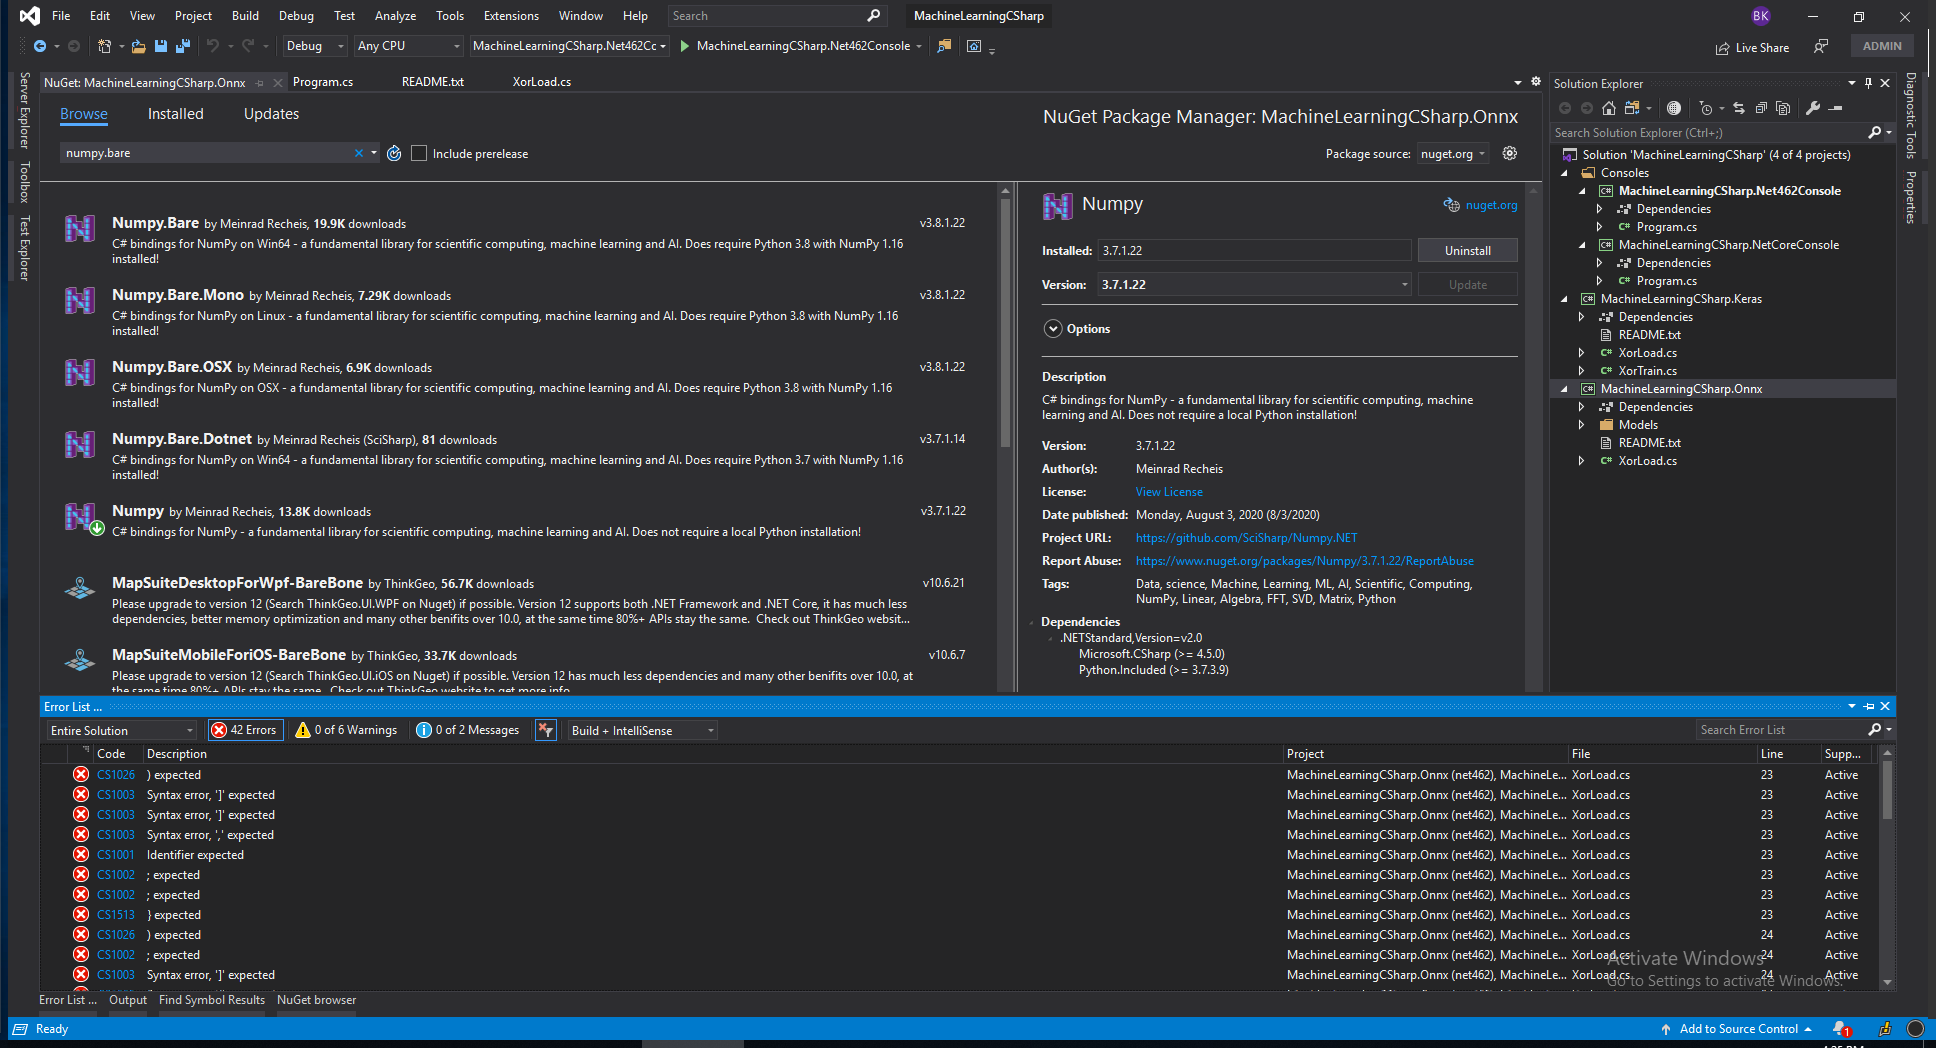 File Edit View Project Build Debug Test Analyze Tools Extensions Window Help Search MachineLearningCSharp BK
Debug Any CPU MachineLearningCSharp.Net462Cc MachineLearningCSharp.Net462Console Live Share ADMIN
Server Explorer
Toolbox
Test Explorer
NuGet: MachineLearningCSharp.Onnx Program.cs README.txt XorLoad.cs
Browse Installed Updates
NuGet Package Manager: MachineLearningCSharp.Onnx
numpy.bare Include prerelease Package source: nuget.org
Numpy.Bare by Meinrad Recheis, 19.9K downloads v3.8.1.22
C# bindings for NumPy on Win64 - a fundamental library for scientific computing, machine learning and AI. Does require Python 3.8 with NumPy 1.16
installed!
Numpy.Bare.Mono by Meinrad Recheis, 7.29K downloads v3.8.1.22
C# bindings for NumPy on Linux - a fundamental library for scientific computing, machine learning and AI. Does require Python 3.8 with NumPy 1.16
installed!
Numpy.Bare.OSX by Meinrad Recheis, 6.9K downloads v3.8.1.22
C# bindings for NumPy on OSX - a fundamental library for scientific computing, machine learning and AI. Does require Python 3.8 with NumPy 1.16
installed!
Numpy.Bare.Dotnet by Meinrad Recheis (SciSharp), 81 downloads v3.7.1.14
C# bindings for NumPy on Win64 - a fundamental library for scientific computing, machine learning and AI. Does require Python 3.7 with NumPy 1.16
installed!
Numpy by Meinrad Recheis, 13.8K downloads v3.7.1.22
C# bindings for NumPy - a fundamental library for scientific computing, machine learning and AI. Does not require a local Python installation!
MapSuiteDesktopForWpf-BareBone by ThinkGeo, 56.7K downloads v10.6.21
Please upgrade to version 12 (Search ThinkGeo.UI.WPF on Nuget) if possible. Version 12 supports both .NET Framework and .NET Core, it has much less
dependencies, better memory optimization and many other benifits over 10.0, at the same time 80%+ APIs stay the same. Check out ThinkGeo websit...
MapSuiteMobileForiOS-BareBone by ThinkGeo, 33.7K downloads v10.6.7
Please upgrade to version 12 (Search ThinkGeo.UI.iOS on Nuget) if possible. Version 12 has much less dependencies and many other benifits over 10.0, at
the same time 80%+ APIs stay the same. Check out ThinkGeo website to get more info
Numpy nuget.org
Installed: 3.7.1.22 Uninstall
Version: 3.7.1.22 Update
Options
Description
C# bindings for NumPy - a fundamental library for scientific computing, machine
learning and AI. Does not require a local Python installation!
Version: 3.7.1.22
Author(s): Meinrad Recheis
License: View License
Date published: Monday, August 3, 2020 (8/3/2020)
Project URL: https://github.com/SciSharp/Numpy.NET
Report Abuse: https://www.nuget.org/packages/Numpy/3.7.1.22/ReportAbuse
Tags: Data, science, Machine, Learning, ML, AI, Scientific, Computing,
NumPy, Linear, Algebra, FFT, SVD, Matrix, Python
Dependencies
.NETStandard,Version=v2.0
Microsoft.CSharp (>= 4.5.0)
Python.Included (>= 3.7.3.9)
Solution Explorer
Search Solution Explorer (Ctrl+;)
Solution 'MachineLearningCSharp' (4 of 4 projects)
Consoles
MachineLearningCSharp.Net462Console
Dependencies
Program.cs
MachineLearningCSharp.NetCoreConsole
Dependencies
Program.cs
MachineLearningCSharp.Keras
Dependencies
README.txt
XorLoad.cs
XorTrain.cs
MachineLearningCSharp.Onnx
Dependencies
Models
README.txt
XorLoad.cs
Diagnostic Tools
Properties
Error List ...
Entire Solution 42 Errors 0 of 6 Warnings 0 of 2 Messages Build + IntelliSense Search Error List
Code Description Project File Line Supp...
CS1026 ) expected MachineLearningCSharp.Onnx (net462), MachineLe... XorLoad.cs 23 Active
CS1003 Syntax error, ']' expected MachineLearningCSharp.Onnx (net462), MachineLe... XorLoad.cs 23 Active
CS1003 Syntax error, ']' expected MachineLearningCSharp.Onnx (net462), MachineLe... XorLoad.cs 23 Active
CS1003 Syntax error, ',' expected MachineLearningCSharp.Onnx (net462), MachineLe... XorLoad.cs 23 Active
CS1001 Identifier expected MachineLearningCSharp.Onnx (net462), MachineLe... XorLoad.cs 23 Active
CS1002 ; expected MachineLearningCSharp.Onnx (net462), MachineLe... XorLoad.cs 23 Active
CS1002 ; expected MachineLearningCSharp.Onnx (net462), MachineLe... XorLoad.cs 23 Active
CS1513 } expected MachineLearningCSharp.Onnx (net462), MachineLe... XorLoad.cs 23 Active
CS1026 ) expected MachineLearningCSharp.Onnx (net462), MachineLe... XorLoad.cs 24 Active
CS1002 ; expected MachineLearningCSharp.Onnx (net462), MachineLe... XorLoad.cs 24 Active
CS1003 Syntax error, ']' expected MachineLearningCSharp.Onnx (net462), MachineLe... XorLoad.cs 24 Active
Activate Windows
Go to Settings to activate Windows.
Error List ... Output Find Symbol Results NuGet browser
Ready Add to Source Control 1